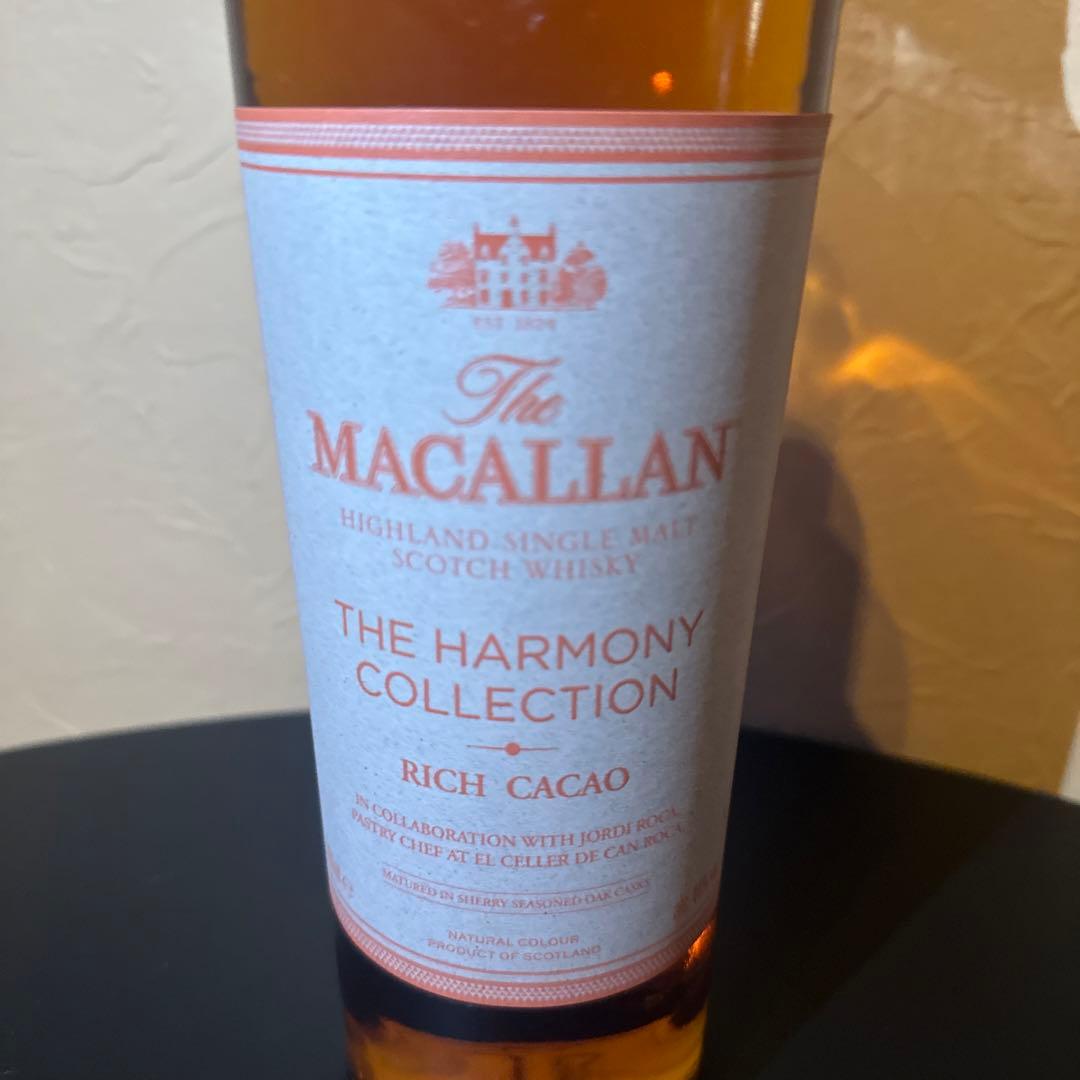 EST 1824
The
MACALLAN
HIGHLAND SINGLE MALT
SCOTCH WHISKY
THE HARMONY
COLLECTION
RICH CACAO
IN COLLABORATION WITH JORDI ROCA
PASTRY CHEF AT EL CELLER DE CAN ROCA
MATURED IN SHERRY SEASONED OAK CASKS
NATURAL COLOUR
PRODUCT OF SCOTLAND